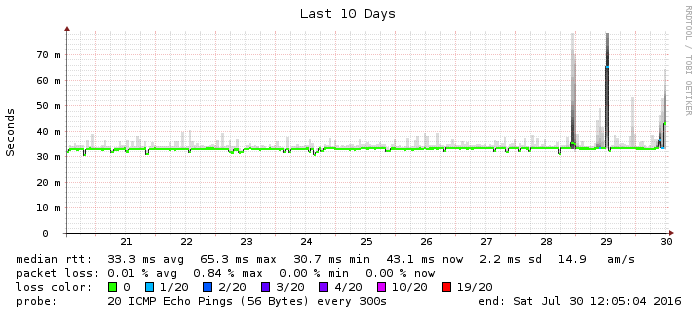 Last 10 Days
RRDTOOL / TOBI OETIKER
Seconds
70 m
60 m
50 m
40 m
30 m
20 m
10 m
0
21 22 23 24 25 26 27 28 29 30
median rtt: 33.3 ms avg 65.3 ms max 30.7 ms min 43.1 ms now 2.2 ms sd 14.9 am/s
packet loss: 0.01 % avg 0.84 % max 0.00 % min 0.00 % now
loss color: 0 1/20 2/20 3/20 4/20 10/20 19/20
probe: 20 ICMP Echo Pings (56 Bytes) every 300s end: Sat Jul 30 12:05:04 2016